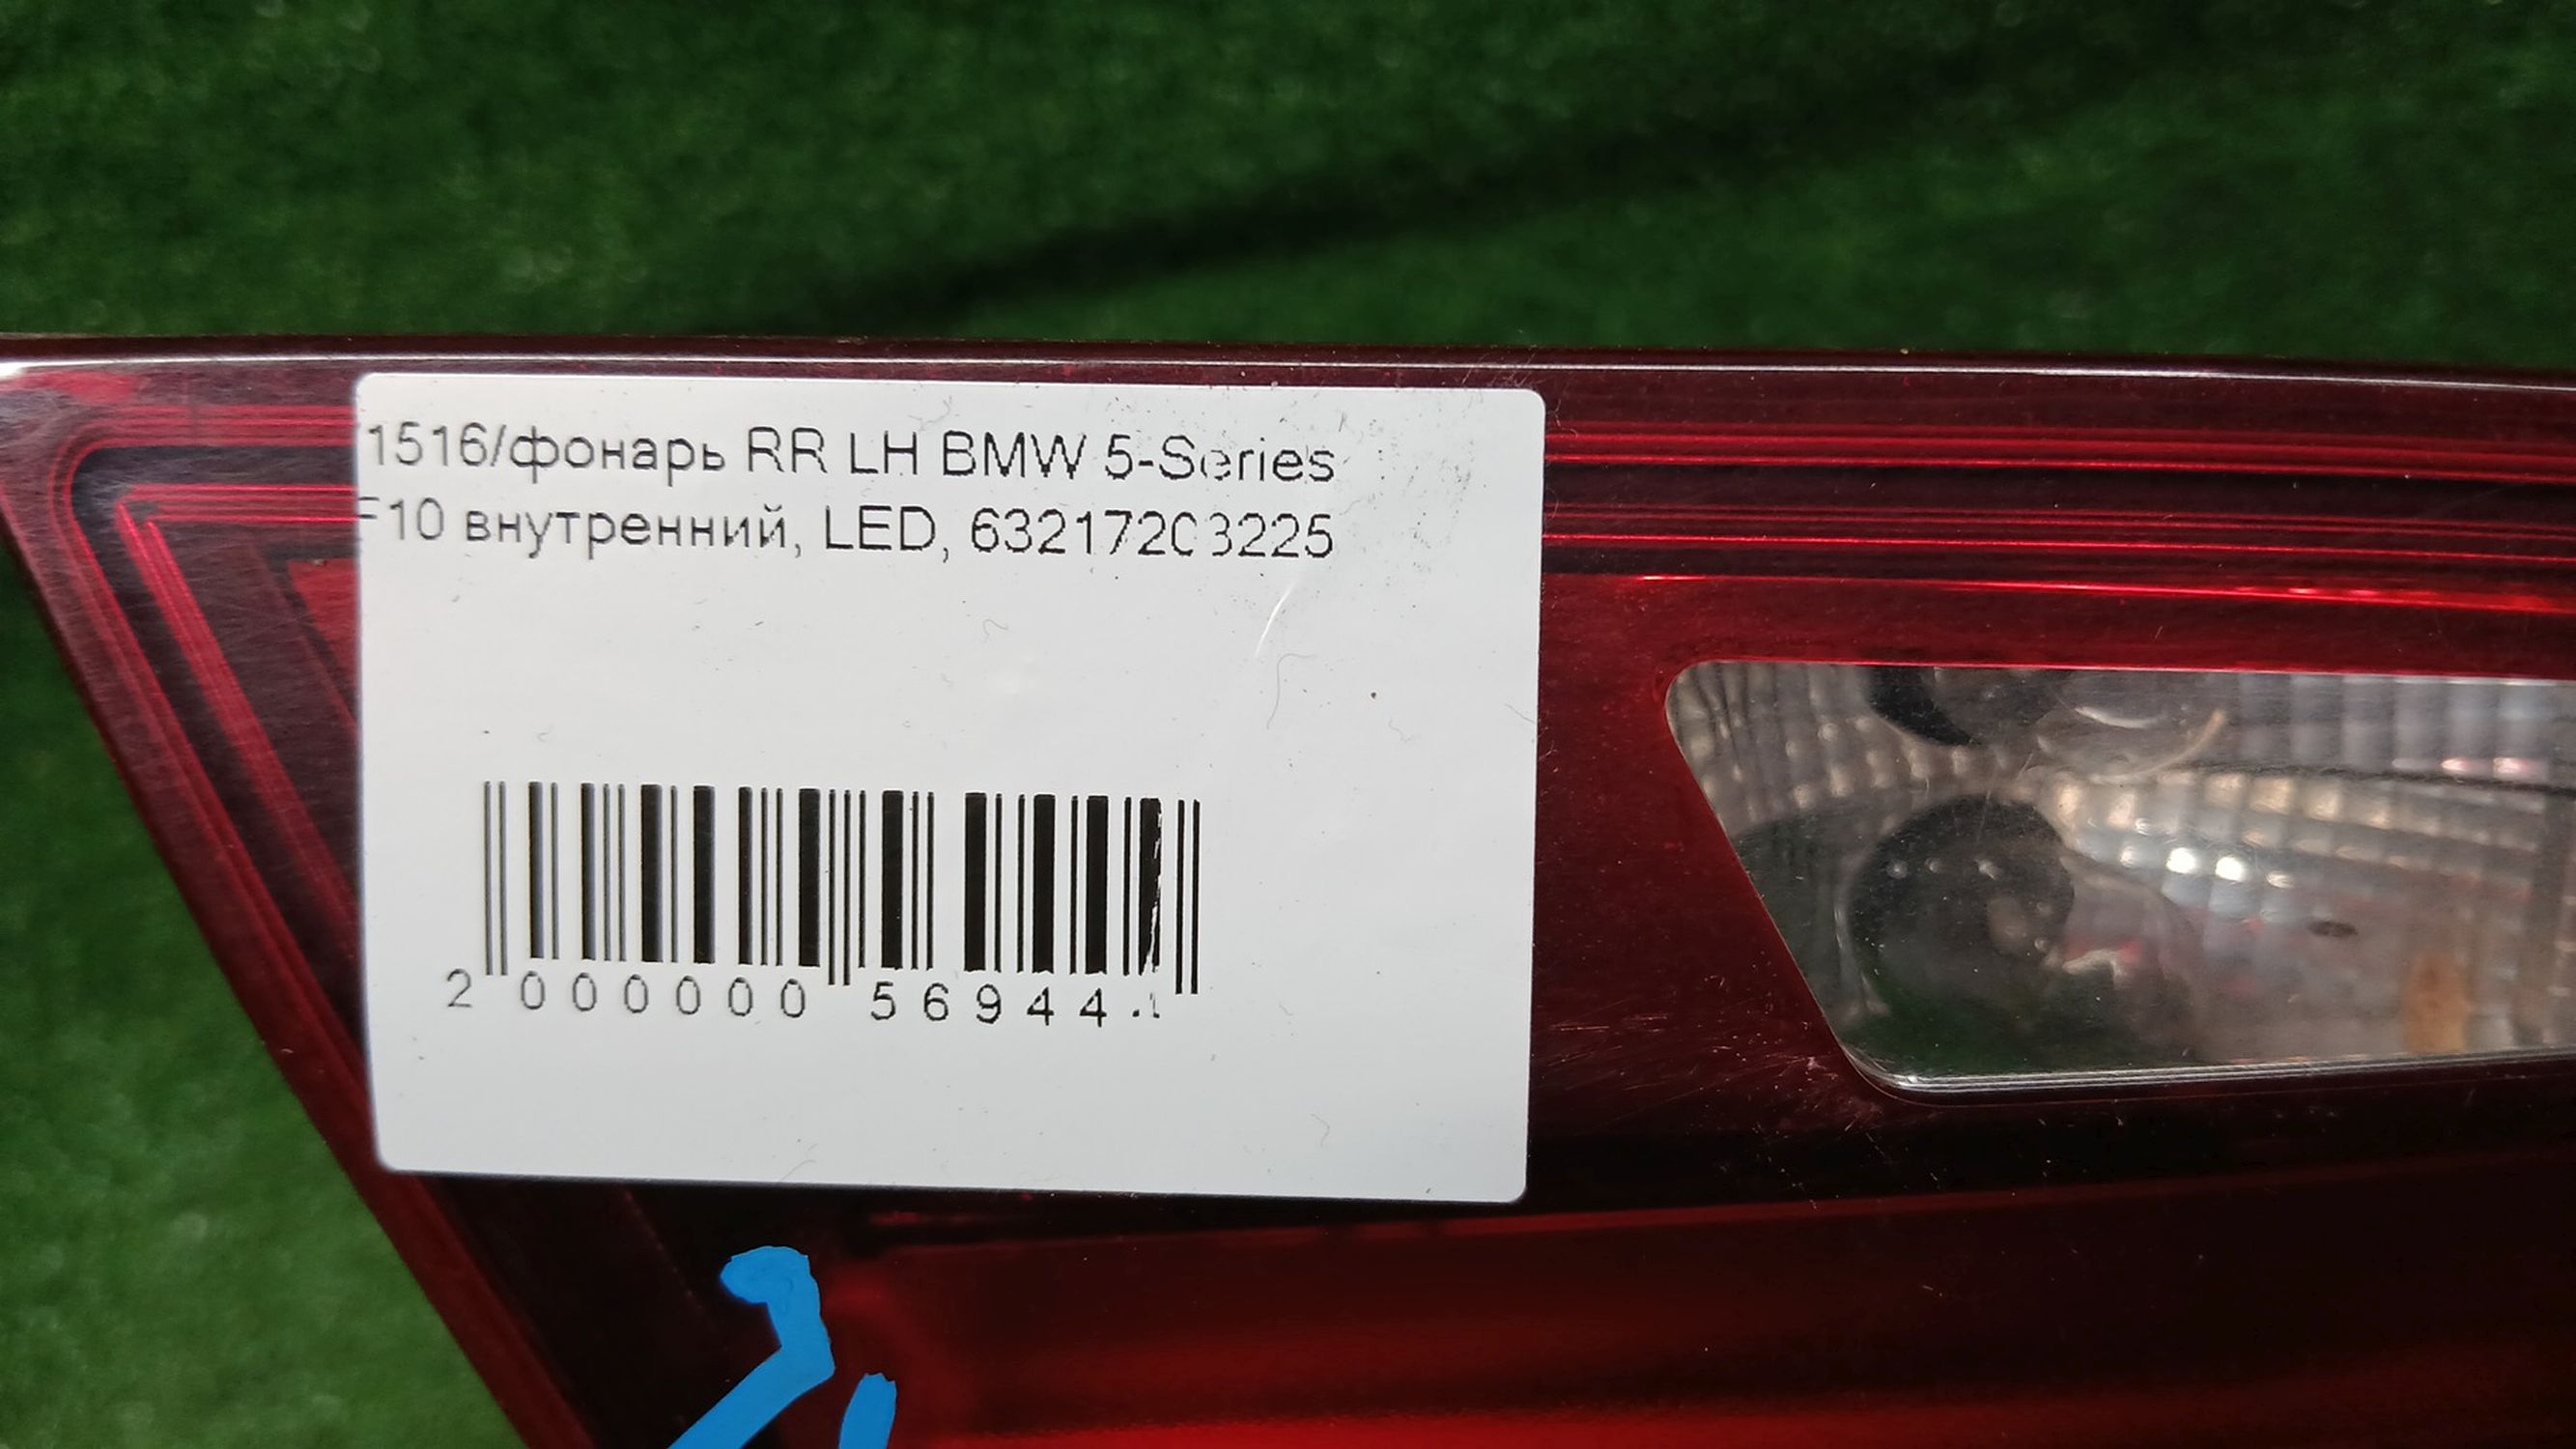 1516/фонарь RR LH BMW 5-Series
F10 внутренний, LED, 63217203225
2 000000 56944